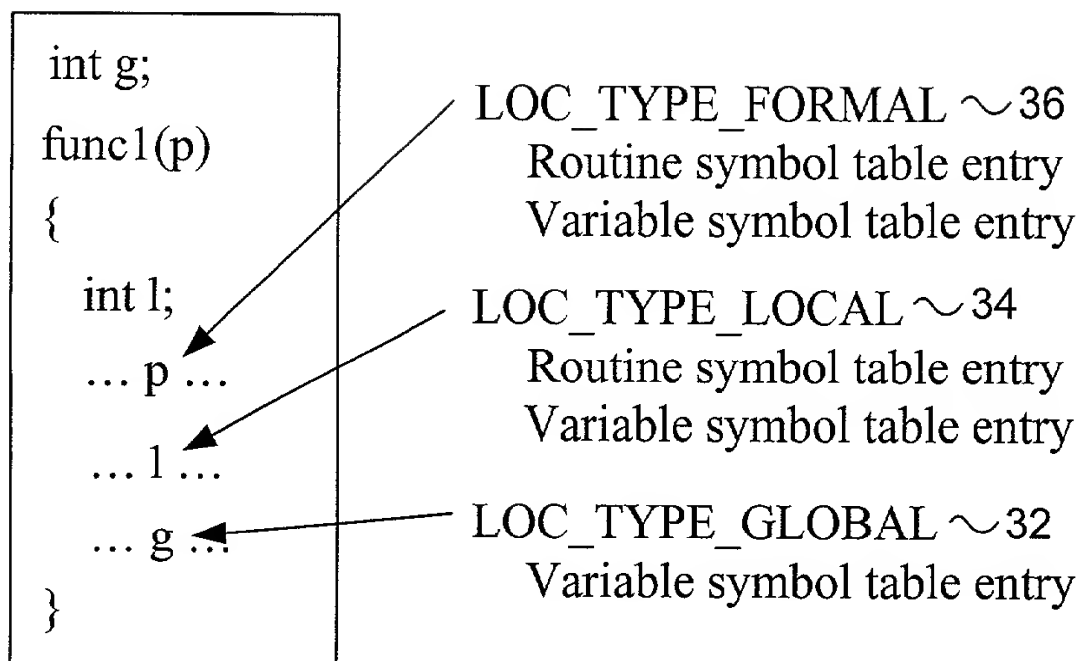 int g;
func1(p)
{
int l;
... p ...
... l ...
... g ...
}
LOC_TYPE_FORMAL ~36
Routine symbol table entry
Variable symbol table entry
LOC_TYPE_LOCAL ~34
Routine symbol table entry
Variable symbol table entry
LOC_TYPE_GLOBAL ~32
Variable symbol table entry